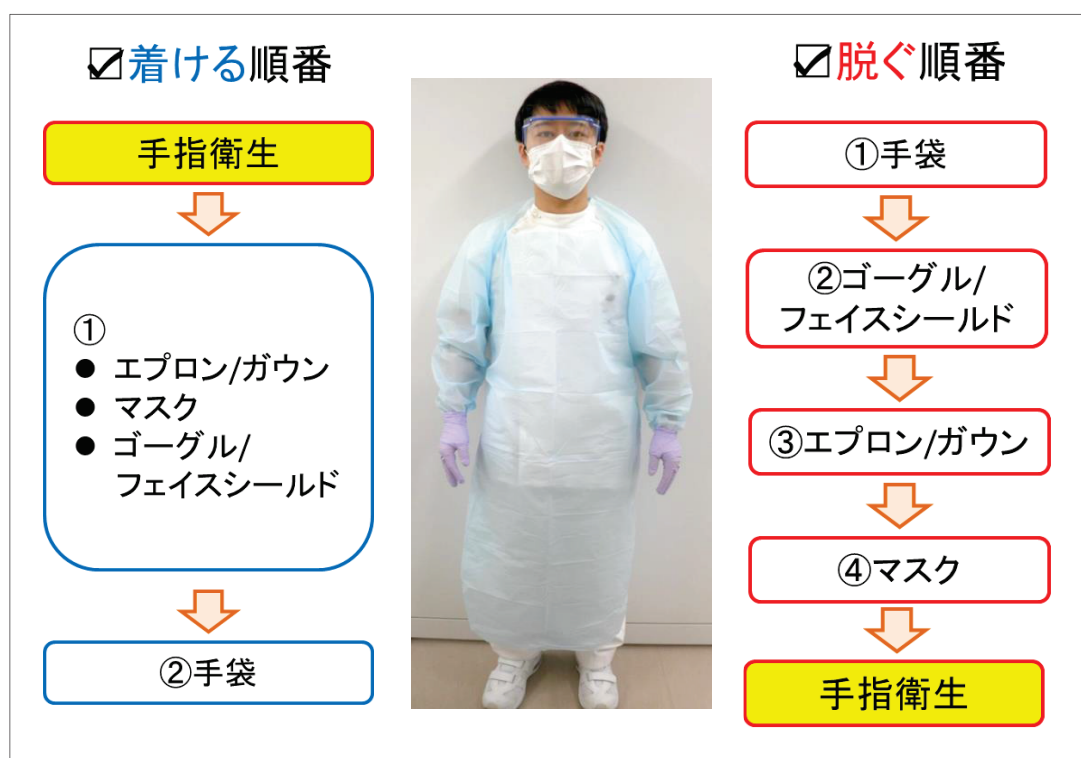 ☑着ける順番
手指衛生
①
● エプロン/ガウン
● マスク
● ゴーグル/
フェイスシールド
②手袋
☑脱ぐ順番
①手袋
②ゴーグル/
フェイスシールド
③エプロン/ガウン
④マスク
手指衛生